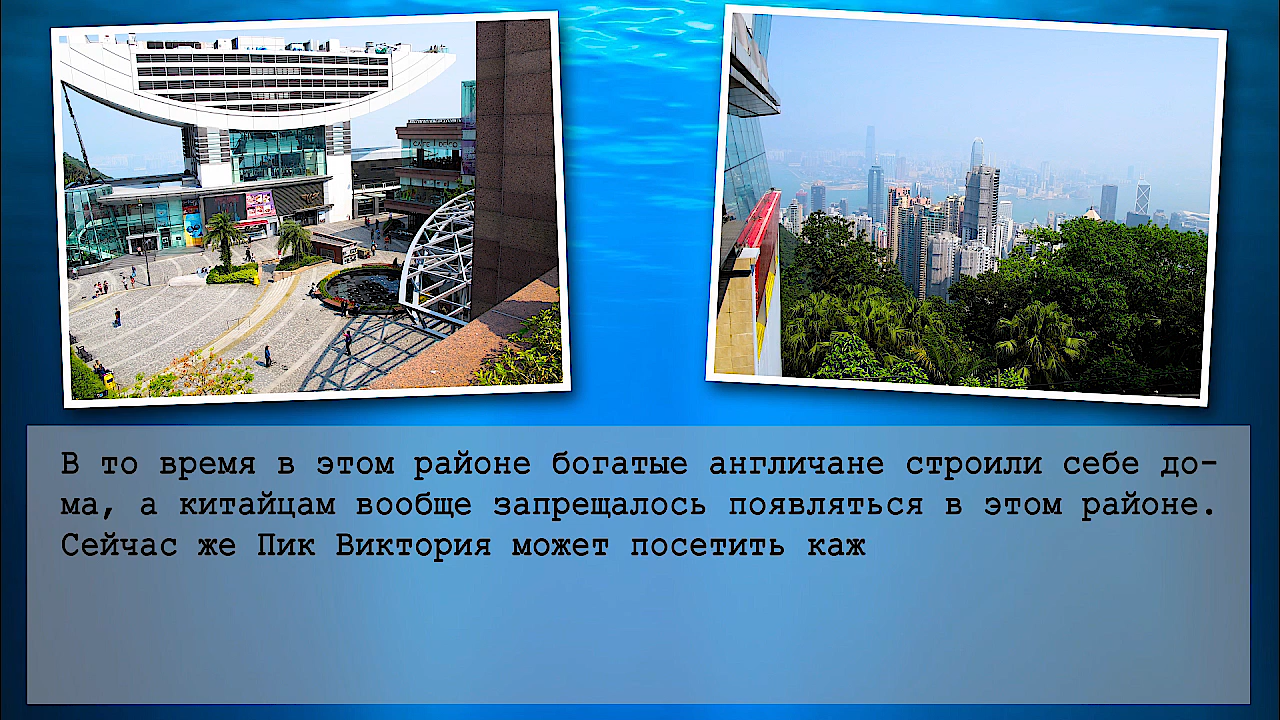 В то время в этом районе богатые англичане строили себе до-
ма, а китайцам вообще запрещалось появляться в этом районе.
Сейчас же Пик Виктория может посетить каж